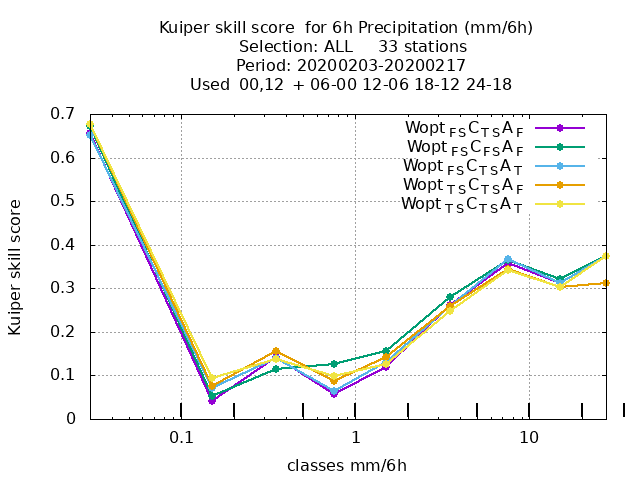 Kuiper skill score  for 6h Precipitation (mm/6h)
Selection: ALL     33 stations
Period: 20200203-20200217
Used  00,12  + 06-00 12-06 18-12 24-18
Wopt FS C TS A F
Wopt FS C FS A F
Wopt FS C TS A T
Wopt TS C TS A F
Wopt TS C TS A T
0.7
0.6
0.5
0.4
0.3
0.2
0.1
0
Kuiper skill score
0.1 1 10
classes mm/6h